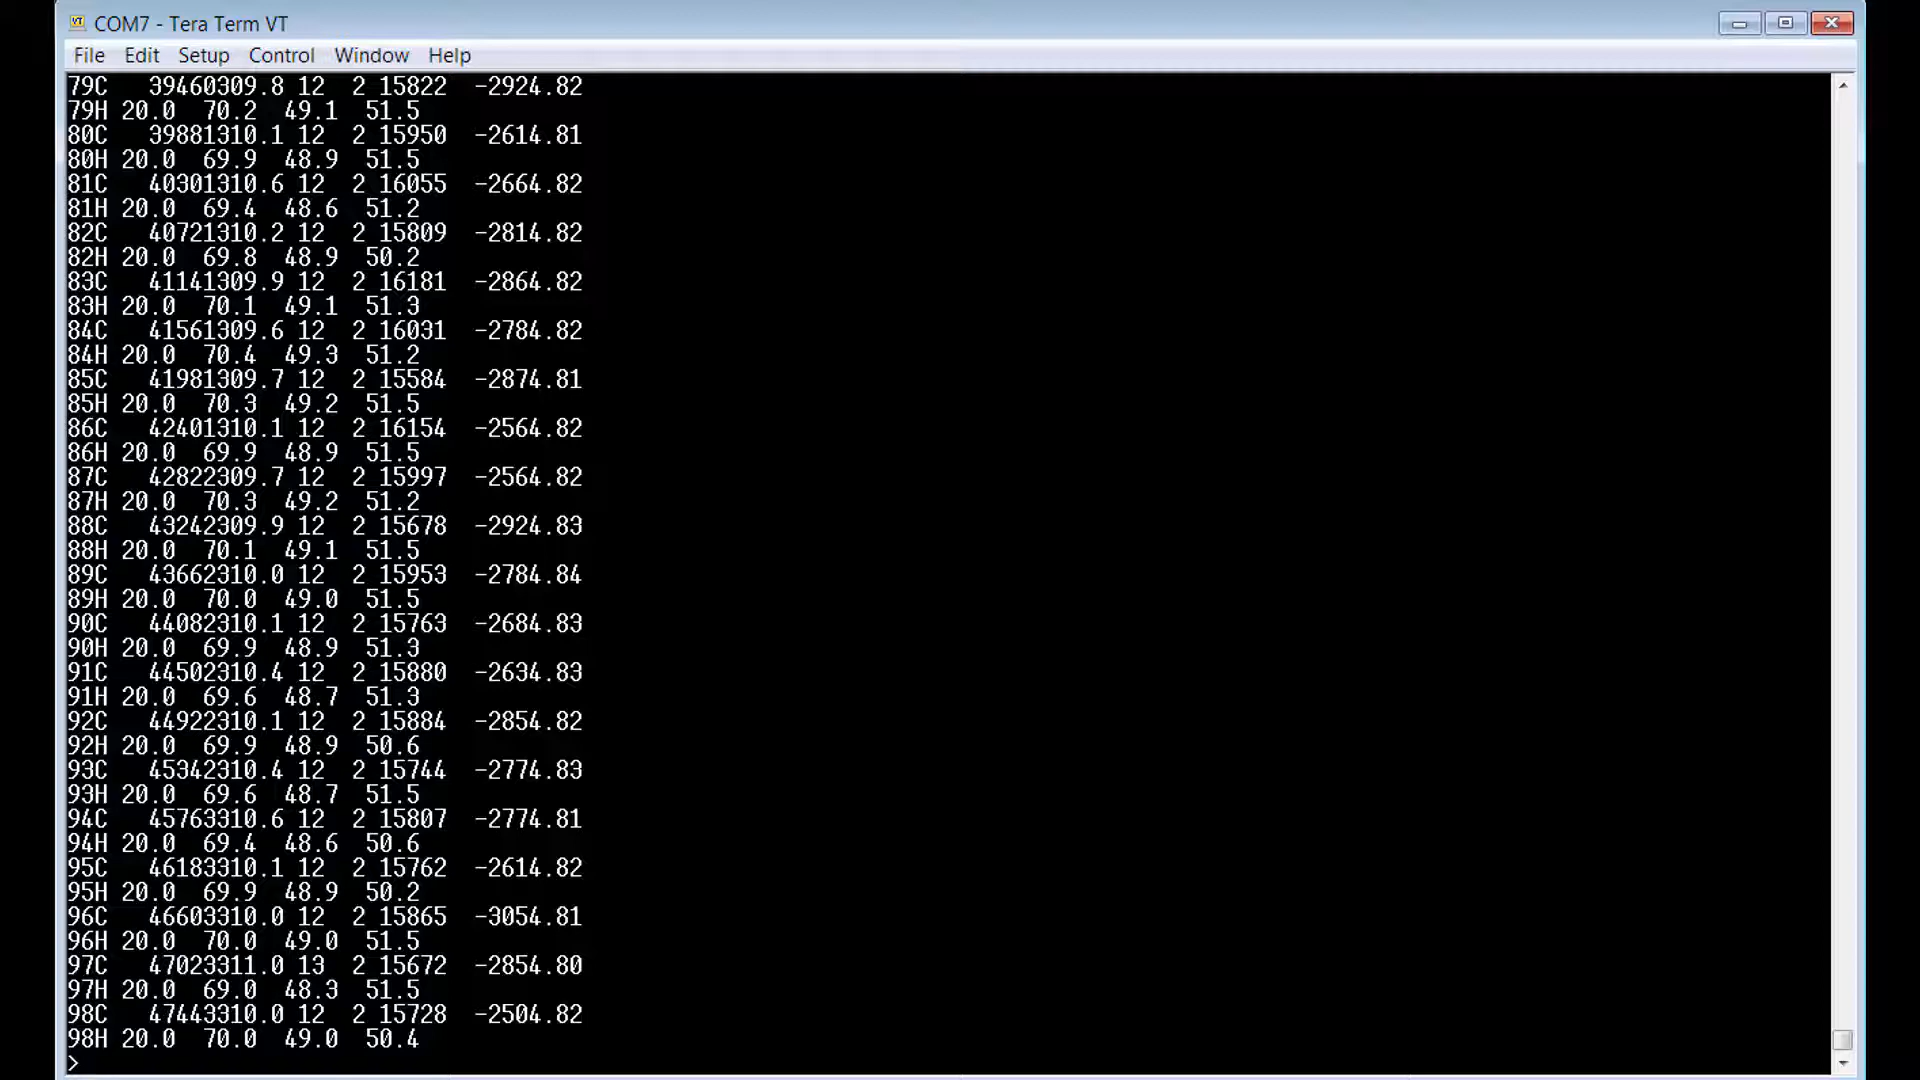 COM7 - Tera Term VT
File Edit Setup Control Window Help
79C   39460309.8 12  2 15822  -2924.82
79H 20.0  70.2  49.1  51.5
80C   39881310.1 12  2 15950  -2614.81
80H 20.0  69.9  48.9  51.5
81C   40301310.6 12  2 16055  -2664.82
81H 20.0  69.4  48.6  51.2
82C   40721310.2 12  2 15809  -2814.82
82H 20.0  69.8  48.9  50.2
83C   41141309.9 12  2 16181  -2864.82
83H 20.0  70.1  49.1  51.3
84C   41561309.6 12  2 16031  -2784.82
84H 20.0  70.4  49.3  51.2
85C   41981309.7 12  2 15584  -2874.81
85H 20.0  70.3  49.2  51.5
86C   42401310.1 12  2 16154  -2564.82
86H 20.0  69.9  48.9  51.5
87C   42822309.7 12  2 15997  -2564.82
87H 20.0  70.3  49.2  51.2
88C   43242309.9 12  2 15678  -2924.83
88H 20.0  70.1  49.1  51.5
89C   43662310.0 12  2 15953  -2784.84
89H 20.0  70.0  49.0  51.5
90C   44082310.1 12  2 15763  -2684.83
90H 20.0  69.9  48.9  51.3
91C   44502310.4 12  2 15880  -2634.83
91H 20.0  69.6  48.7  51.3
92C   44922310.1 12  2 15884  -2854.82
92H 20.0  69.9  48.9  50.6
93C   45342310.4 12  2 15744  -2774.83
93H 20.0  69.6  48.7  51.5
94C   45763310.6 12  2 15807  -2774.81
94H 20.0  69.4  48.6  50.6
95C   46183310.1 12  2 15762  -2614.82
95H 20.0  69.9  48.9  50.2
96C   46603310.0 12  2 15865  -3054.81
96H 20.0  70.0  49.0  51.5
97C   47023311.0 13  2 15672  -2854.80
97H 20.0  69.0  48.3  51.5
98C   47443310.0 12  2 15728  -2504.82
98H 20.0  70.0  49.0  50.4
>